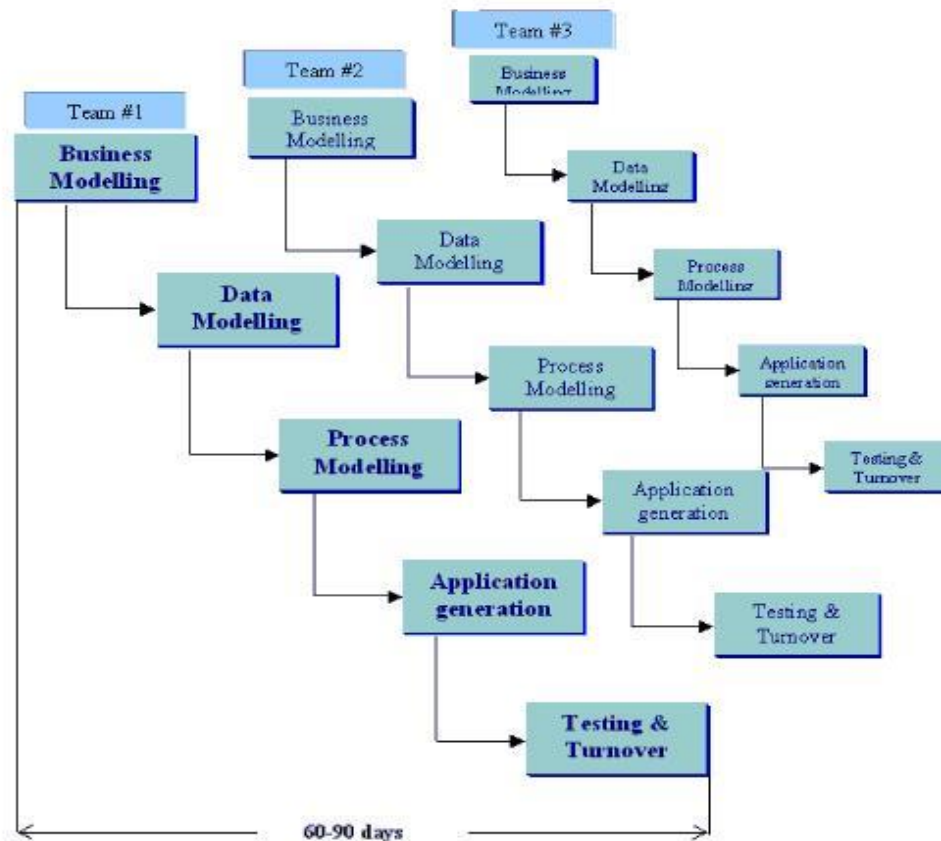 Team #1
Business
Modelling
Data
Modelling
Process
Modelling
Application
generation
Testing &
Turnover
Team #2
Business
Modelling
Data
Modelling
Process
Modelling
Application
generation
Testing &
Turnover
Team #3
Business
Modelling
Data
Modelling
Process
Modelling
Application
generation
Testing &
Turnover
60-90 days